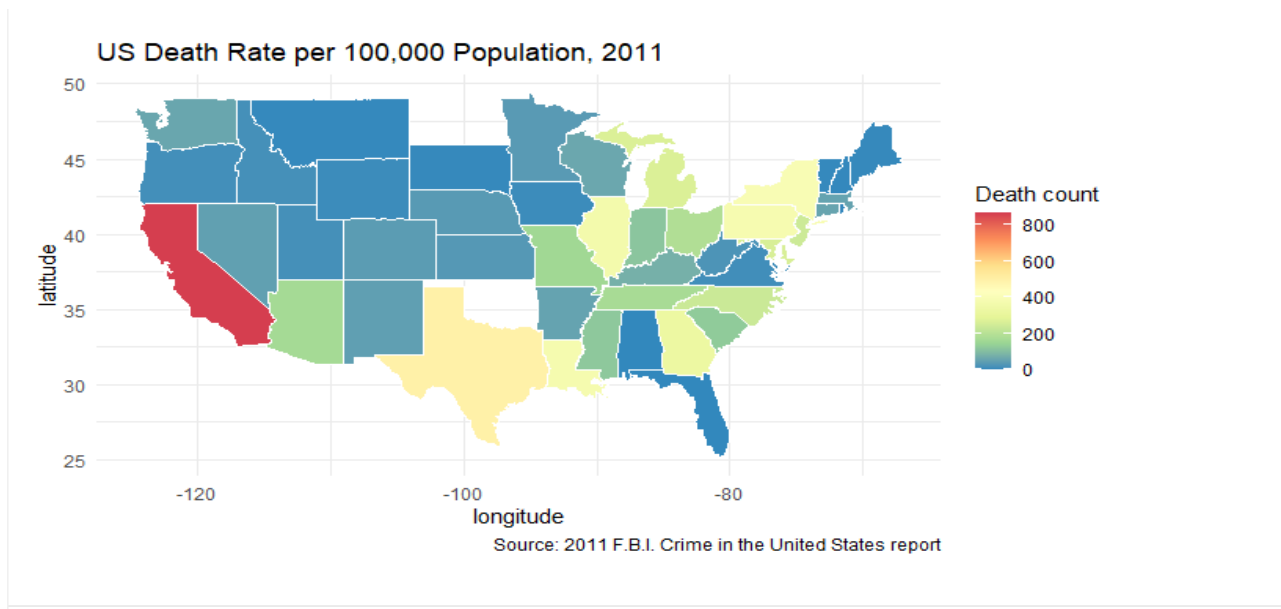 US Death Rate per 100,000 Population, 2011
50
45
40
35
30
25
latitude
-120
-100
-80
longitude
Source: 2011 F.B.I. Crime in the United States report
Death count
800
600
400
200
0